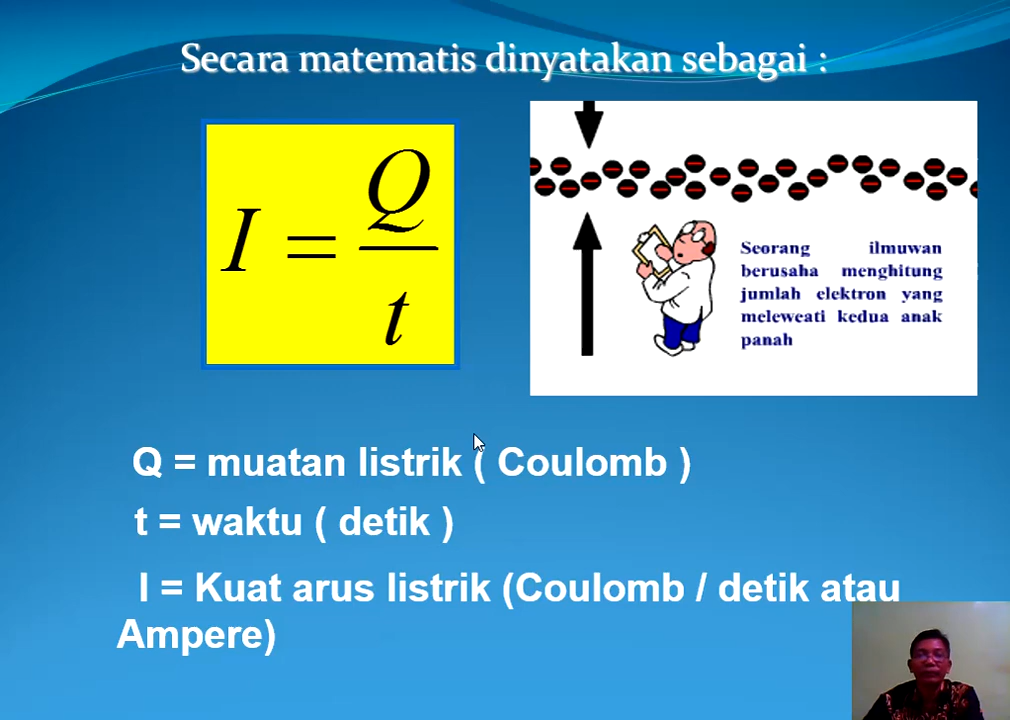 Secara matematis dinyatakan sebagai :
I = Q / t
Seorang ilmuwan
berusaha menghitung
jumlah elektron yang
meleweati kedua anak
panah
Q = muatan listrik ( Coulomb )
t = waktu ( detik )
I = Kuat arus listrik (Coulomb / detik atau
Ampere)